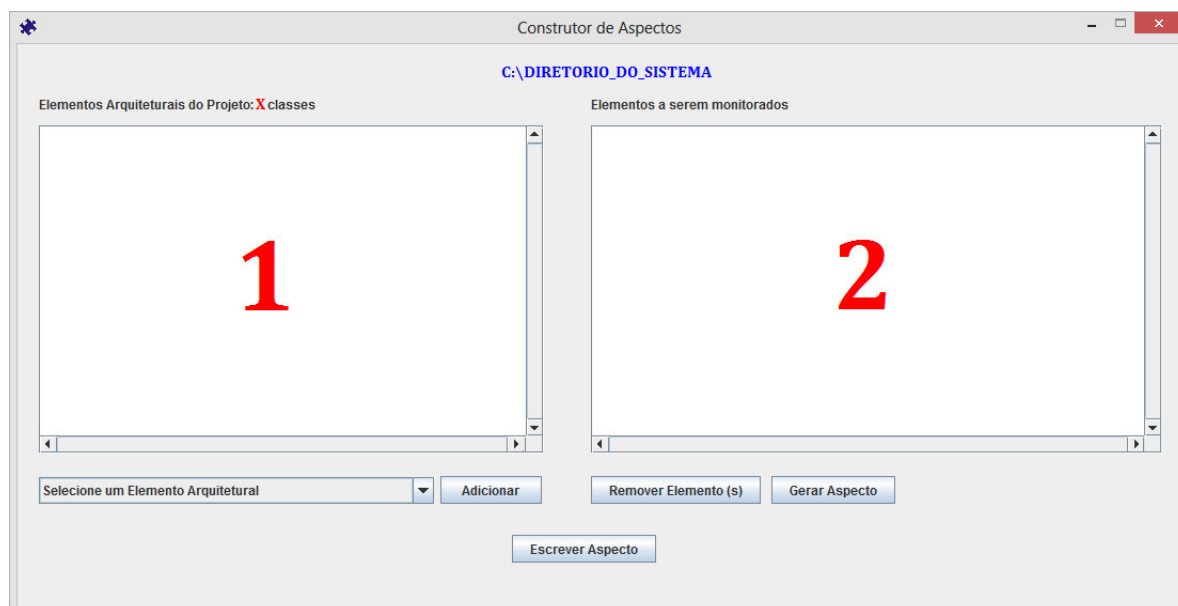 Construtor de Aspectos
C:\DIRETORIO_DO_SISTEMA
Elementos Arquiteturais do Projeto: X classes
Elementos a serem monitorados
1
2
Selecione um Elemento Arquitetural
Adicionar
Remover Elemento (s)
Gerar Aspecto
Escrever Aspecto